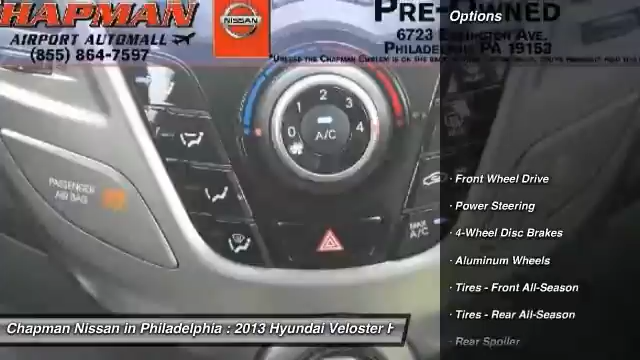 CHAPMAN
AIRPORT AUTOMALL
(855) 864-7597
NISSAN
PRE-OWNED
AVE.
PHILADELPHIA PA 19153
Options
0 1 2 3 4
A/C
PASSENGER
AIR BAG
MAX
A/C
· Front Wheel Drive
· Power Steering
· 4-Wheel Disc Brakes
· Aluminum Wheels
· Tires - Front All-Season
· Tires - Rear All-Season
· Rear Spoiler
Chapman Nissan in Philadelphia : 2013 Hyundai Veloster